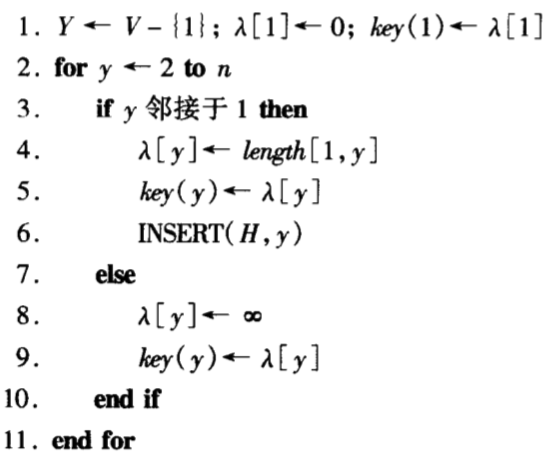 1. Y ← V - {1}; λ[1]← 0; key(1)← λ[1]
2. for y ← 2 to n
3. if y 邻接于 1 then
4. λ[y]← length[1,y]
5. key(y)← λ[y]
6. INSERT(H,y)
7. else
8. λ[y]← ∞
9. key(y)← λ[y]
10. end if
11. end for